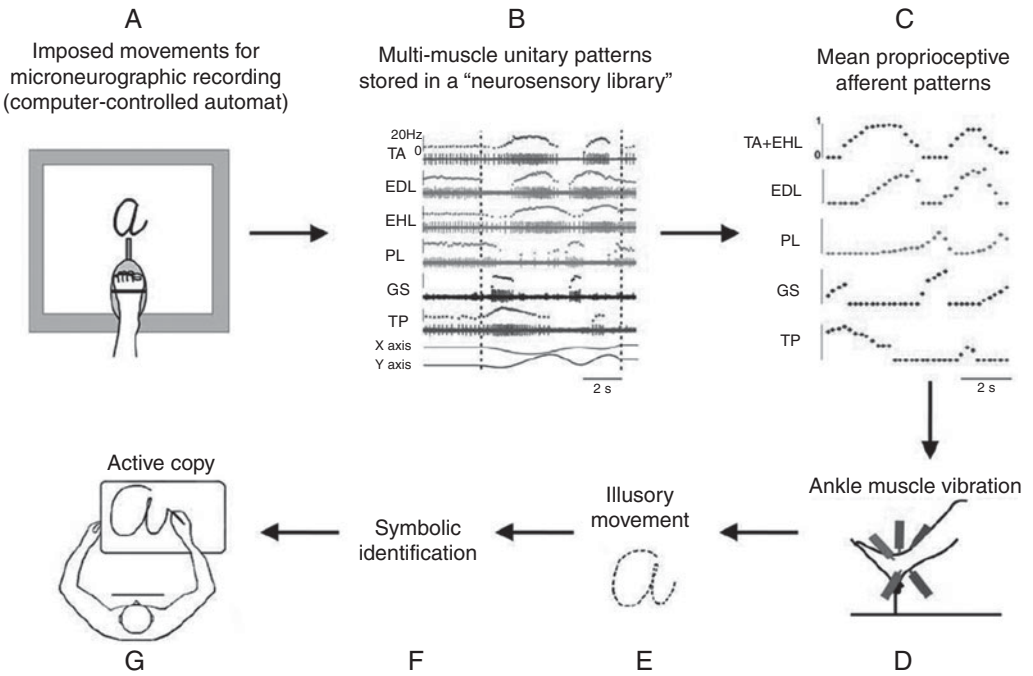 A
Imposed movements for
microneurographic recording
(computer-controlled automat)
a
B
Multi-muscle unitary patterns
stored in a “neurosensory library”
20Hz
0
TA
EDL
EHL
PL
GS
TP
X axis
Y axis
2 s
C
Mean proprioceptive
afferent patterns
1
0
TA+EHL
EDL
PL
GS
TP
2 s
Ankle muscle vibration
D
Illusory
movement
a
E
Symbolic
identification
F
Active copy
a
G